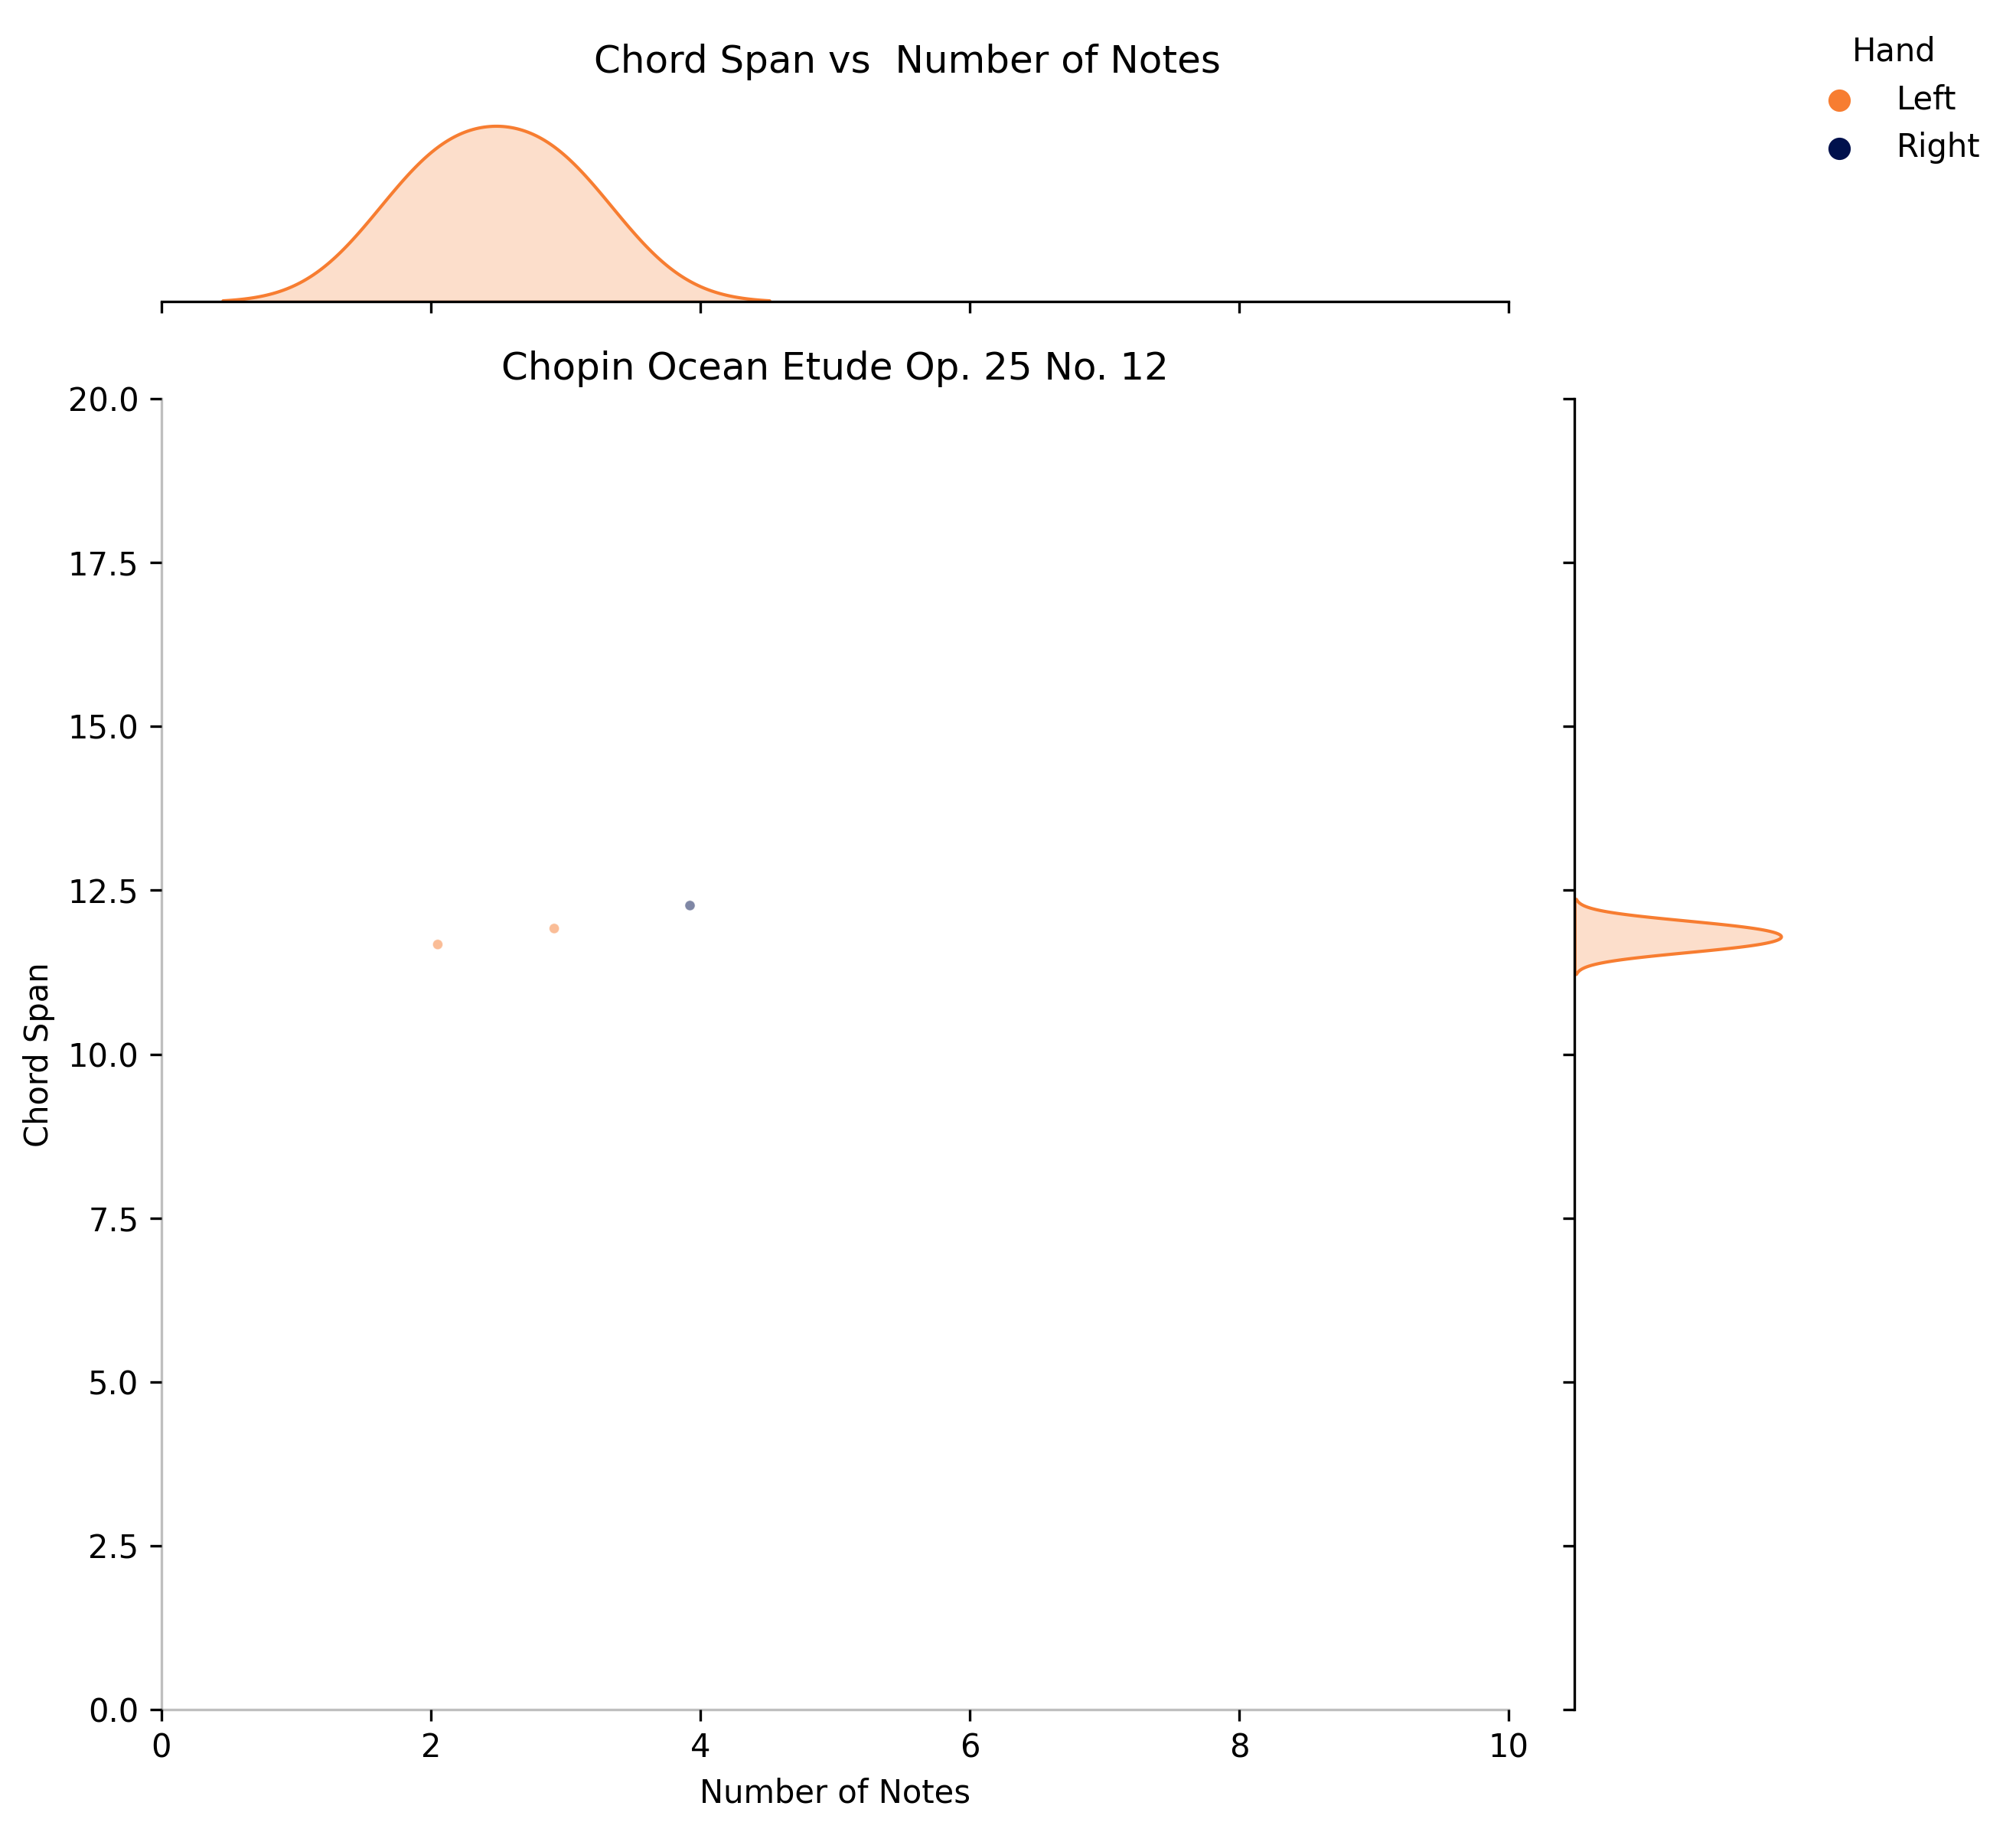 Chord Span vs  Number of Notes
Hand
Left
Right
Chopin Ocean Etude Op. 25 No. 12
20.0
17.5
15.0
12.5
10.0
7.5
5.0
2.5
0.0
Chord Span
0 2 4 6 8 10
Number of Notes